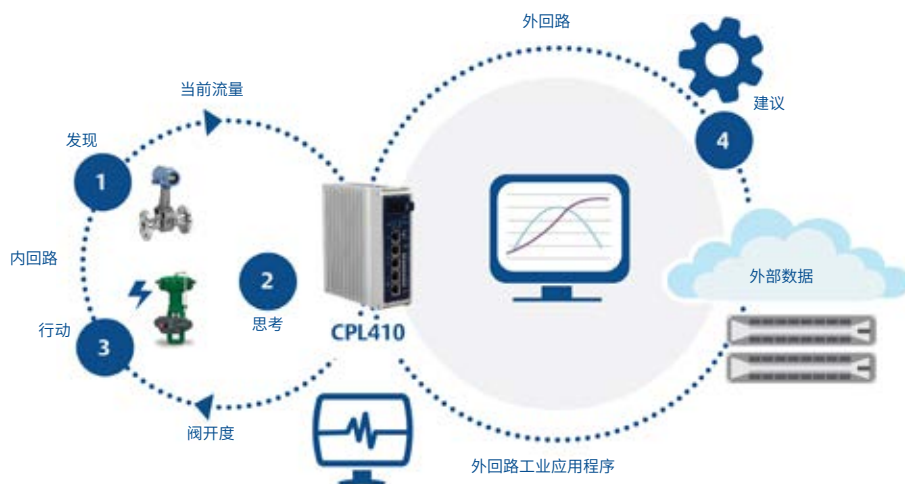 外回路
当前流量
建议
发现
4
1
内回路
外部数据
2
行动
思考
3
CPL410
阀开度
外回路工业应用程序